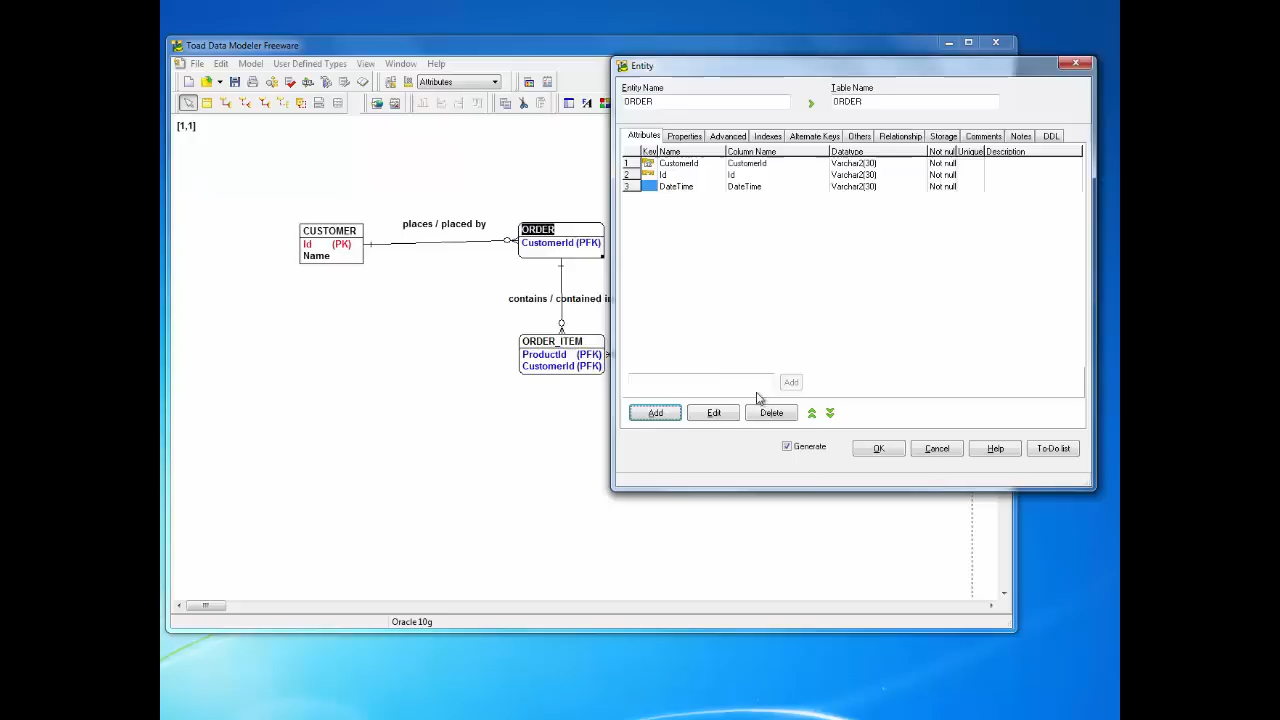 Toad Data Modeler Freeware
File Edit Model User Defined Types View Window Help
Attributes
[1,1]
CUSTOMER
Id (PK)
Name
places / placed by
ORDER
CustomerId (PFK)
contains / contained in
ORDER_ITEM
ProductId (PFK)
CustomerId (PFK)
Oracle 10g
Entity
Entity Name Table Name
ORDER ORDER
Attributes Properties Advanced Indexes Alternate Keys Others Relationship Storage Comments Notes DDL
Key Name Column Name Datatype Not null Unique Description
1 CustomerId CustomerId Varchar2(30) Not null
2 Id Id Varchar2(30) Not null
3 DateTime DateTime Varchar2(30) Not null
Add
Add Edit Delete
Generate OK Cancel Help To-Do list